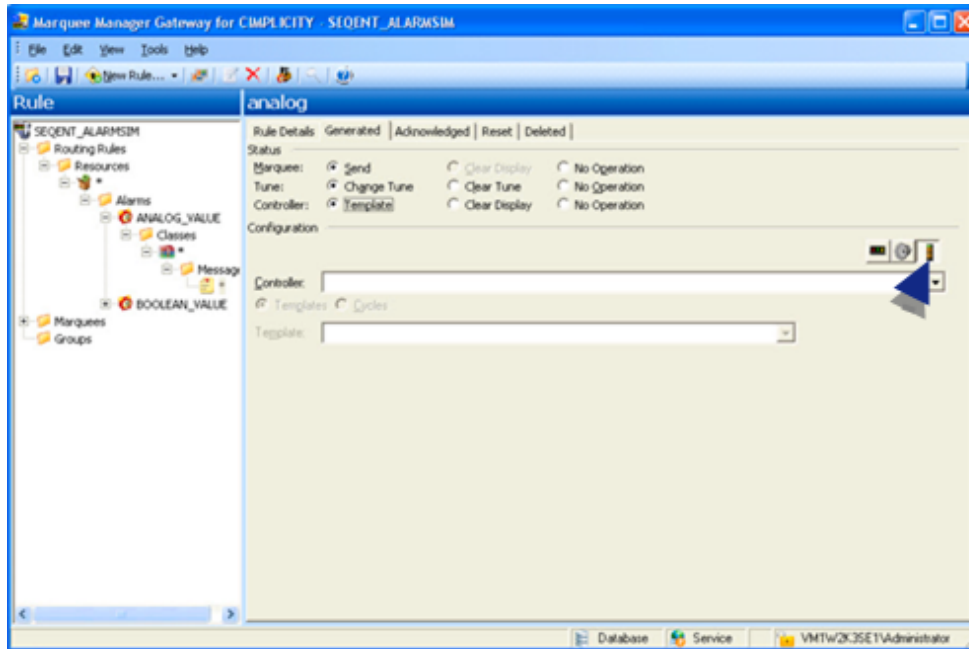 Marquee Manager Gateway for CIMPLICITY - SEQENT_ALARMSIM
File Edit View Tools Help
New Rule...
Rule
analog
SEQENT_ALARMSIM
Routing Rules
Resources
*
Alarms
ANALOG_VALUE
Classes
*
Messag
*
BOOLEAN_VALUE
Marquees
Groups
Rule Details Generated Acknowledged Reset Deleted
Status
Marquee: Send Clear Display No Operation
Tune: Change Tune Clear Tune No Operation
Controller: Template Clear Display No Operation
Configuration
Controller:
Templates Cycles
Template:
Database Service VMTW2K3SE1\Administrator